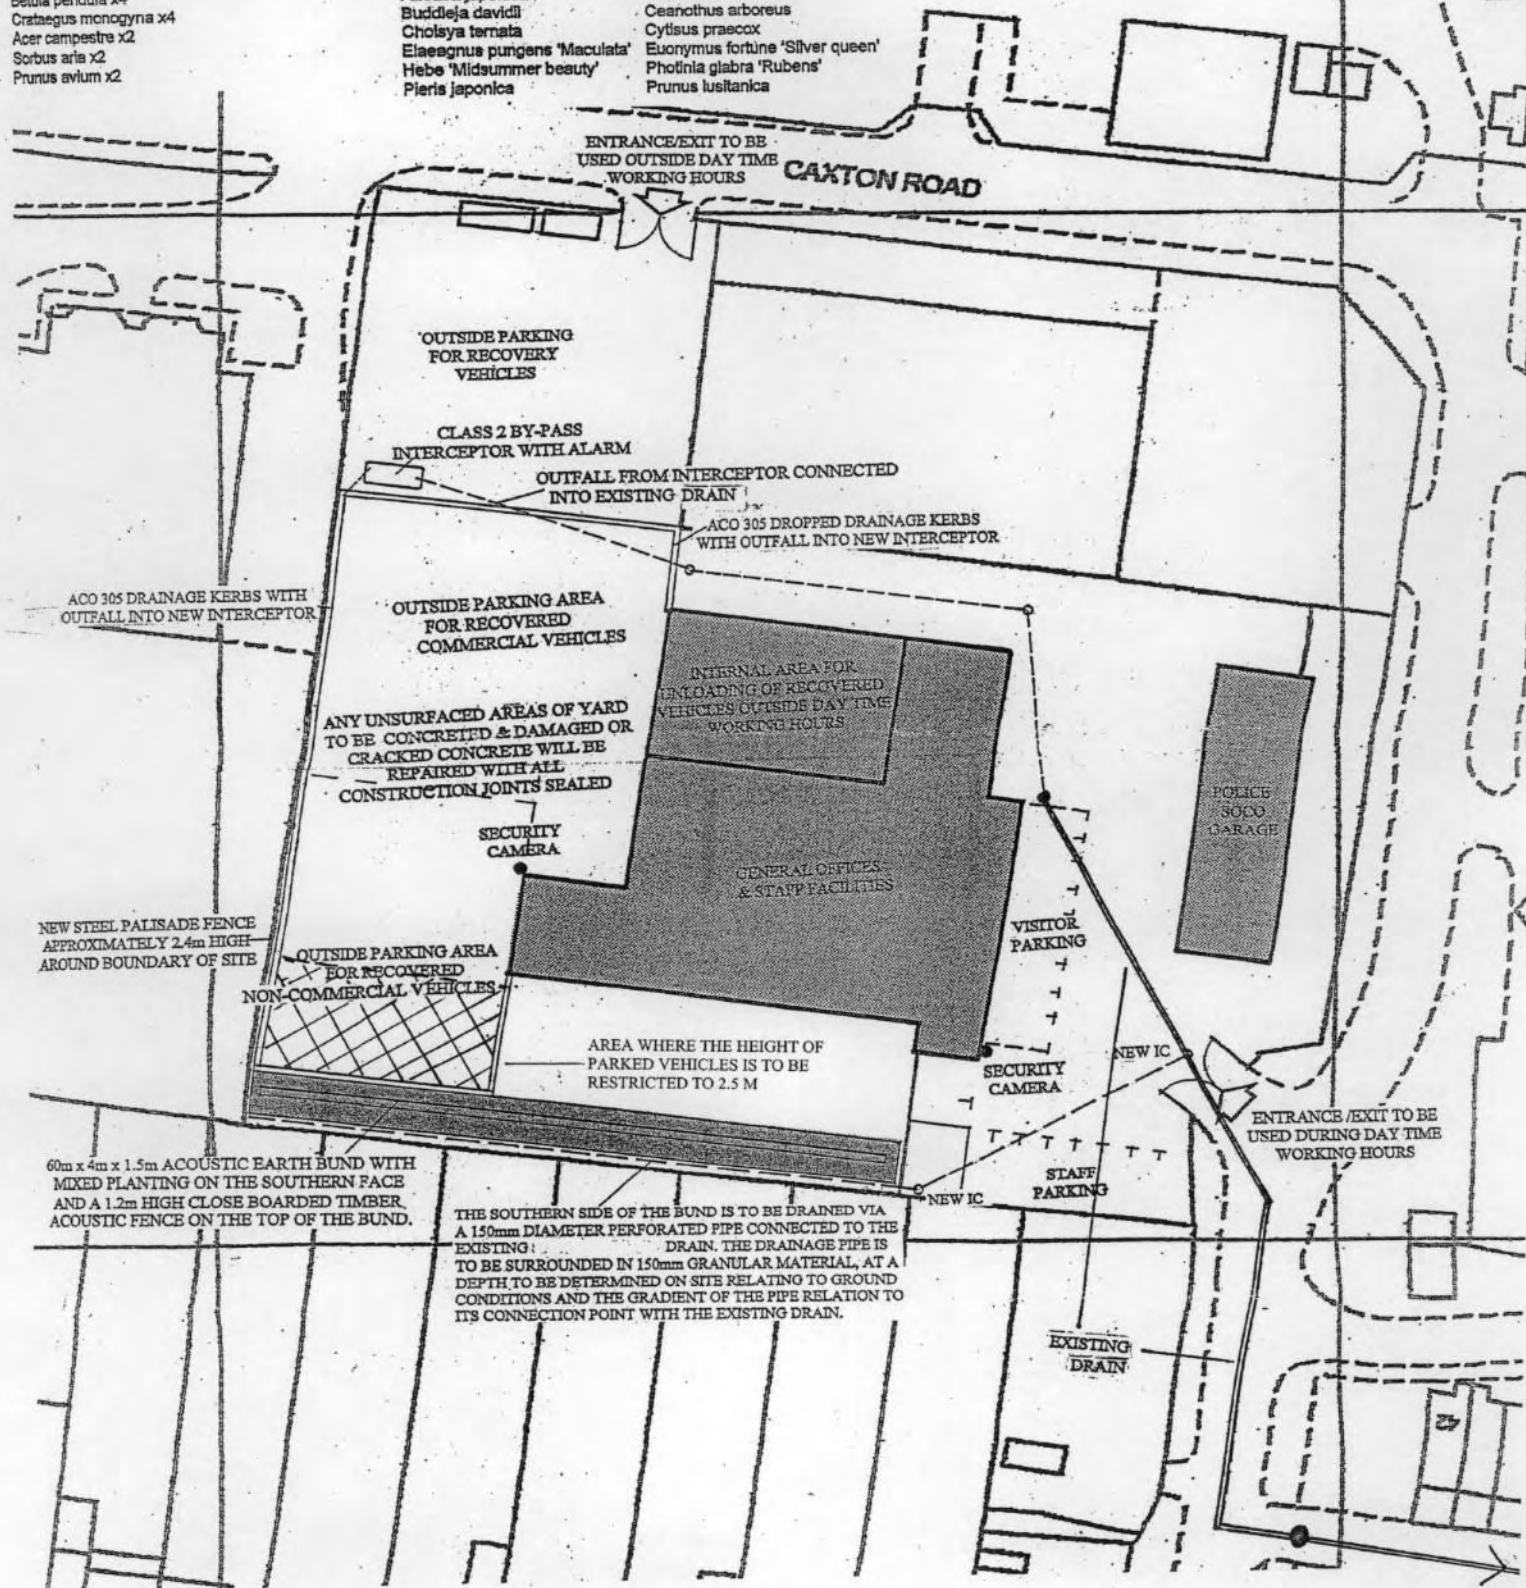 Betula pendula x4
Crataegus monogyna x4
Acer campestre x2
Sorbus aria x2
Prunus avium x2
Buddleja davidii
Choisya ternata
Elaeagnus pungens 'Maculata'
Hebe 'Midsummer beauty'
Pieris japonica
Ceanothus arboreus
Cytisus praecox
Euonymus fortune 'Silver queen'
Photinia glabra 'Rubens'
Prunus lusitanica
ENTRANCE/EXIT TO BE
USED OUTSIDE DAY TIME
WORKING HOURS
CAXTON ROAD
OUTSIDE PARKING
FOR RECOVERY
VEHICLES
CLASS 2 BY-PASS
INTERCEPTOR WITH ALARM
OUTFALL FROM INTERCEPTOR CONNECTED
INTO EXISTING DRAIN
ACO 305 DROPPED DRAINAGE KERBS
WITH OUTFALL INTO NEW INTERCEPTOR
ACO 305 DRAINAGE KERBS WITH
OUTFALL INTO NEW INTERCEPTOR
OUTSIDE PARKING AREA
FOR RECOVERED
COMMERCIAL VEHICLES
INTERNAL AREA FOR
UNLOADING OF RECOVERED
VEHICLES OUTSIDE DAY TIME
WORKING HOURS
ANY UNSURFACED AREAS OF YARD
TO BE CONCRETED & DAMAGED OR
CRACKED CONCRETE WILL BE
REPAIRED WITH ALL
CONSTRUCTION JOINTS SEALED
SECURITY
CAMERA
POLICE
SOCO
GARAGE
GENERAL OFFICES
& STAFF FACILITIES
VISITOR
PARKING
NEW STEEL PALISADE FENCE
APPROXIMATELY 2.4m HIGH
AROUND BOUNDARY OF SITE
OUTSIDE PARKING AREA
FOR RECOVERED
NON-COMMERCIAL VEHICLES
AREA WHERE THE HEIGHT OF
PARKED VEHICLES IS TO BE
RESTRICTED TO 2.5 M
NEW IC
SECURITY
CAMERA
ENTRANCE /EXIT TO BE
USED DURING DAY TIME
WORKING HOURS
60m x 4m x 1.5m ACOUSTIC EARTH BUND WITH
MIXED PLANTING ON THE SOUTHERN FACE
AND A 1.2m HIGH CLOSE BOARDED TIMBER,
ACOUSTIC FENCE ON THE TOP OF THE BUND.
STAFF
PARKING
NEW IC
THE SOUTHERN SIDE OF THE BUND IS TO BE DRAINED VIA
A 150mm DIAMETER PERFORATED PIPE CONNECTED TO THE
EXISTING DRAIN. THE DRAINAGE PIPE IS
TO BE SURROUNDED IN 150mm GRANULAR MATERIAL, AT A
DEPTH TO BE DETERMINED ON SITE RELATING TO GROUND
CONDITIONS AND THE GRADIENT OF THE PIPE RELATION TO
ITS CONNECTION POINT WITH THE EXISTING DRAIN.
EXISTING
DRAIN
42